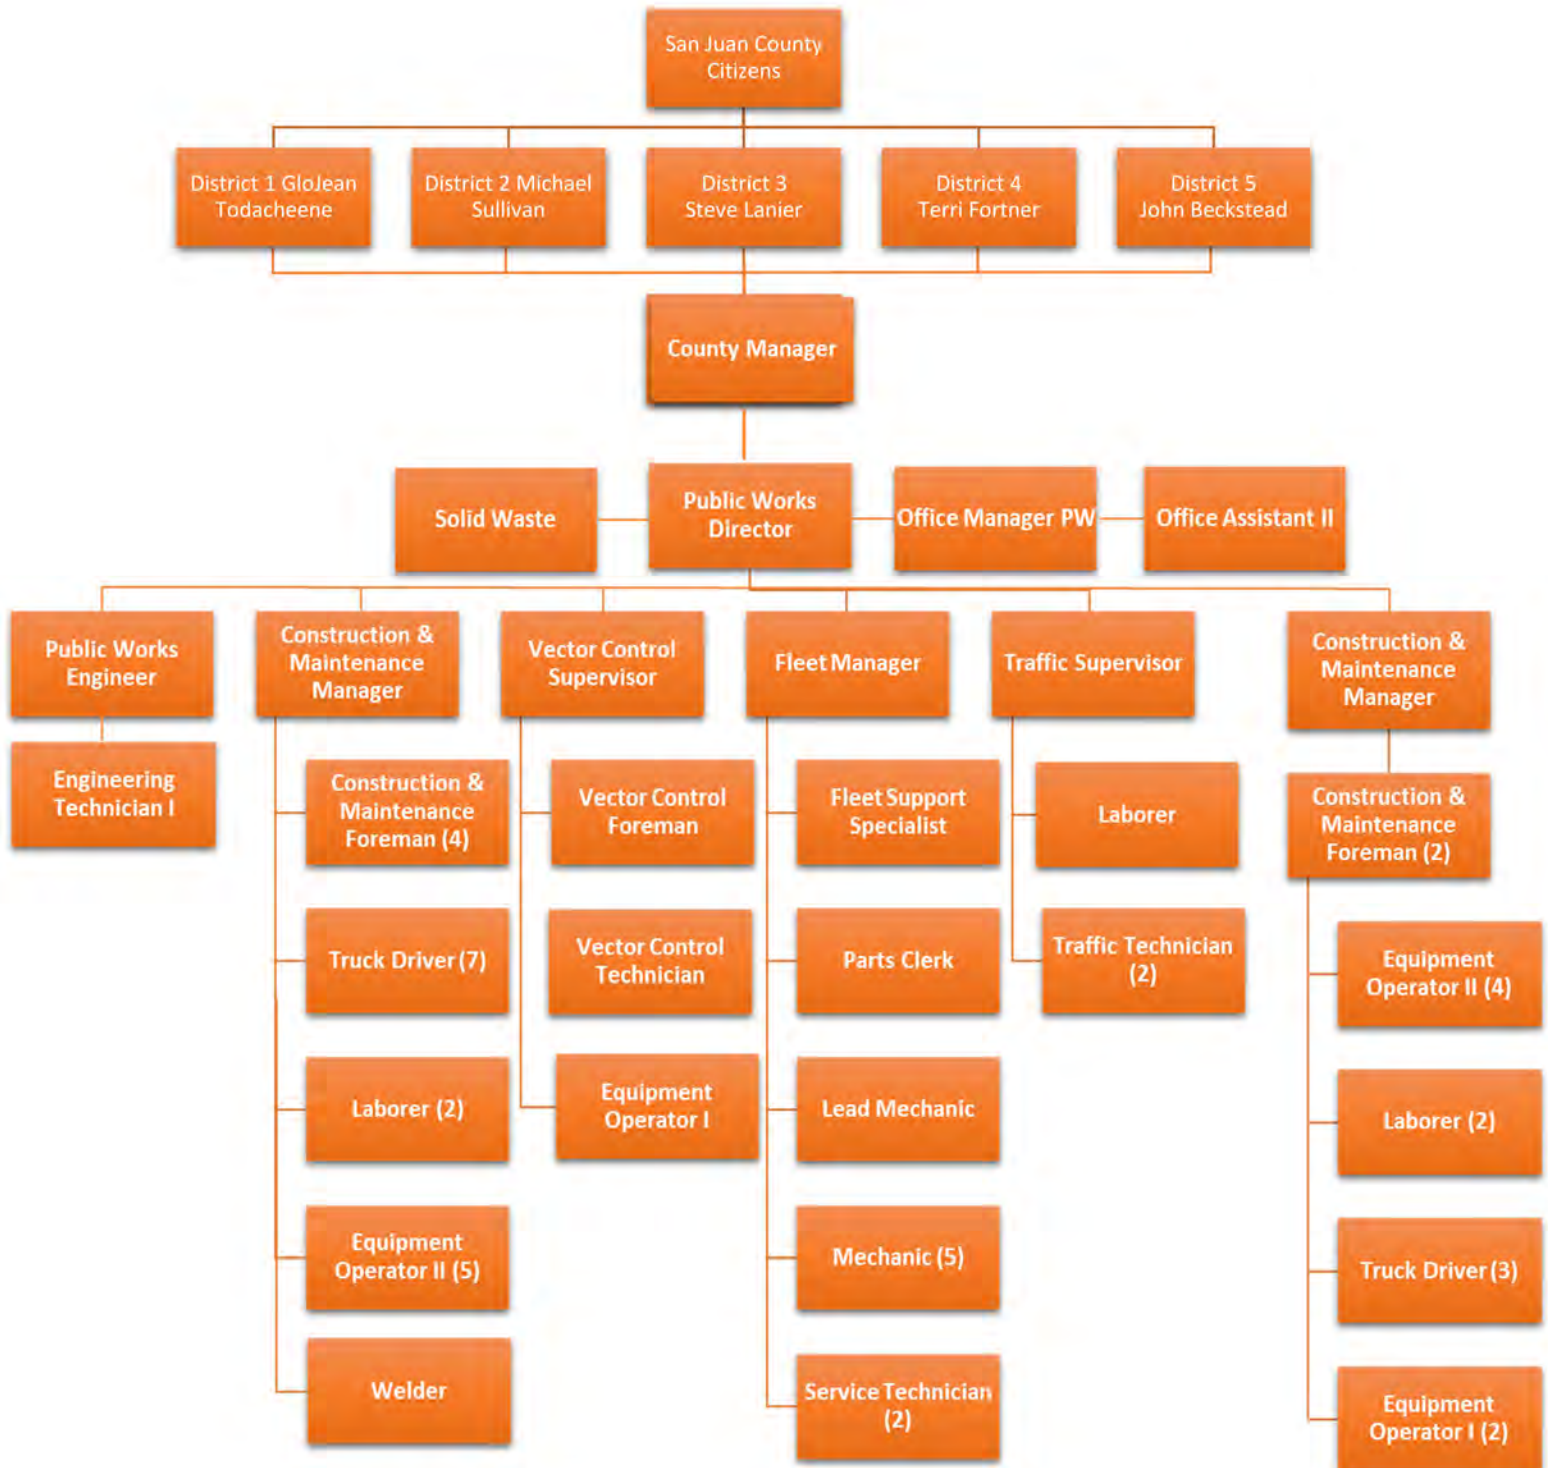 San Juan County
Citizens
District 1 GloJean
Todacheene
District 2 Michael
Sullivan
District 3
Steve Lanier
District 4
Terri Fortner
District 5
John Beckstead
County Manager
Solid Waste
Public Works
Director
Office Manager PW
Office Assistant II
Public Works
Engineer
Construction &
Maintenance
Manager
Vector Control
Supervisor
Fleet Manager
Traffic Supervisor
Construction &
Maintenance
Manager
Engineering
Technician I
Construction &
Maintenance
Foreman (4)
Truck Driver (7)
Laborer (2)
Equipment
Operator II (5)
Welder
Vector Control
Foreman
Vector Control
Technician
Equipment
Operator I
Fleet Support
Specialist
Parts Clerk
Lead Mechanic
Mechanic (5)
Service Technician
(2)
Laborer
Traffic Technician
(2)
Construction &
Maintenance
Foreman (2)
Equipment
Operator II (4)
Laborer (2)
Truck Driver (3)
Equipment
Operator I (2)